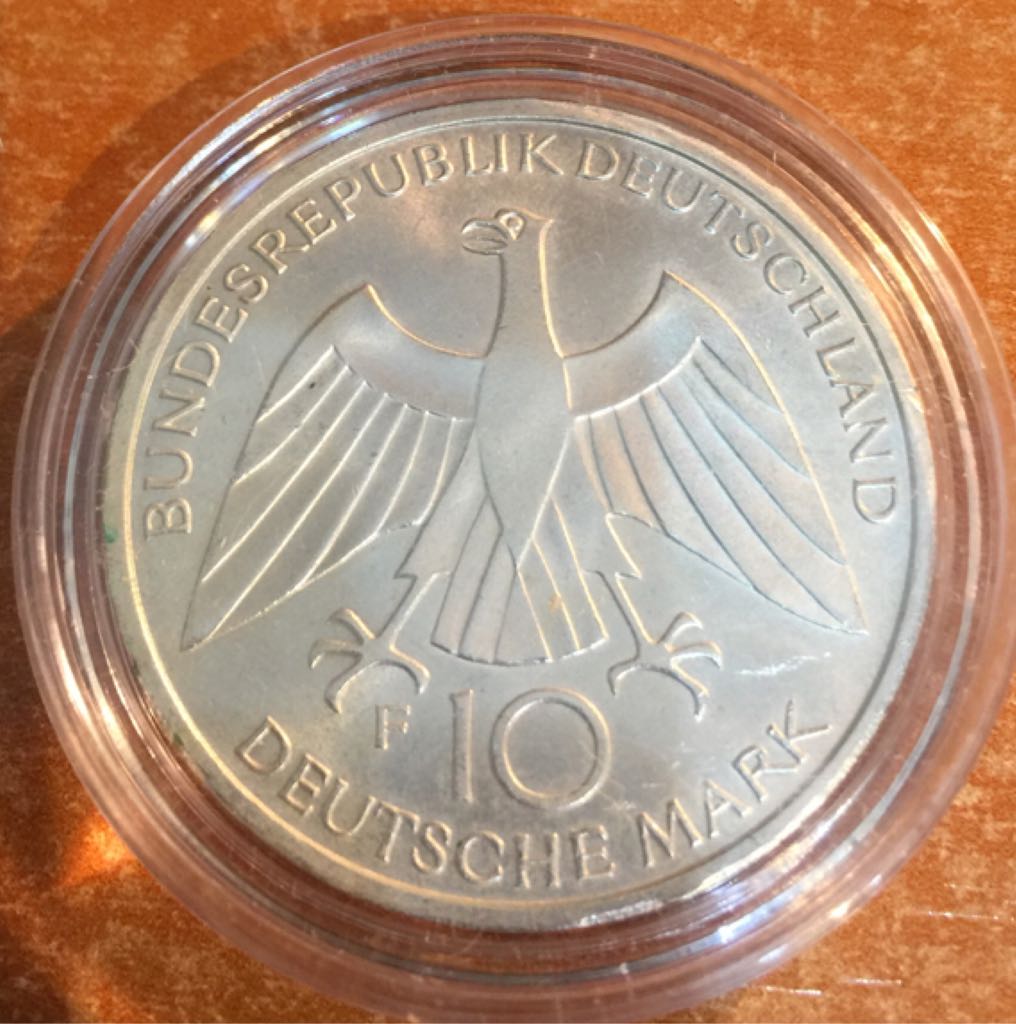 BUNDESREPUBLIK DEUTSCHLAND
F 10
DEUTSCHE MARK